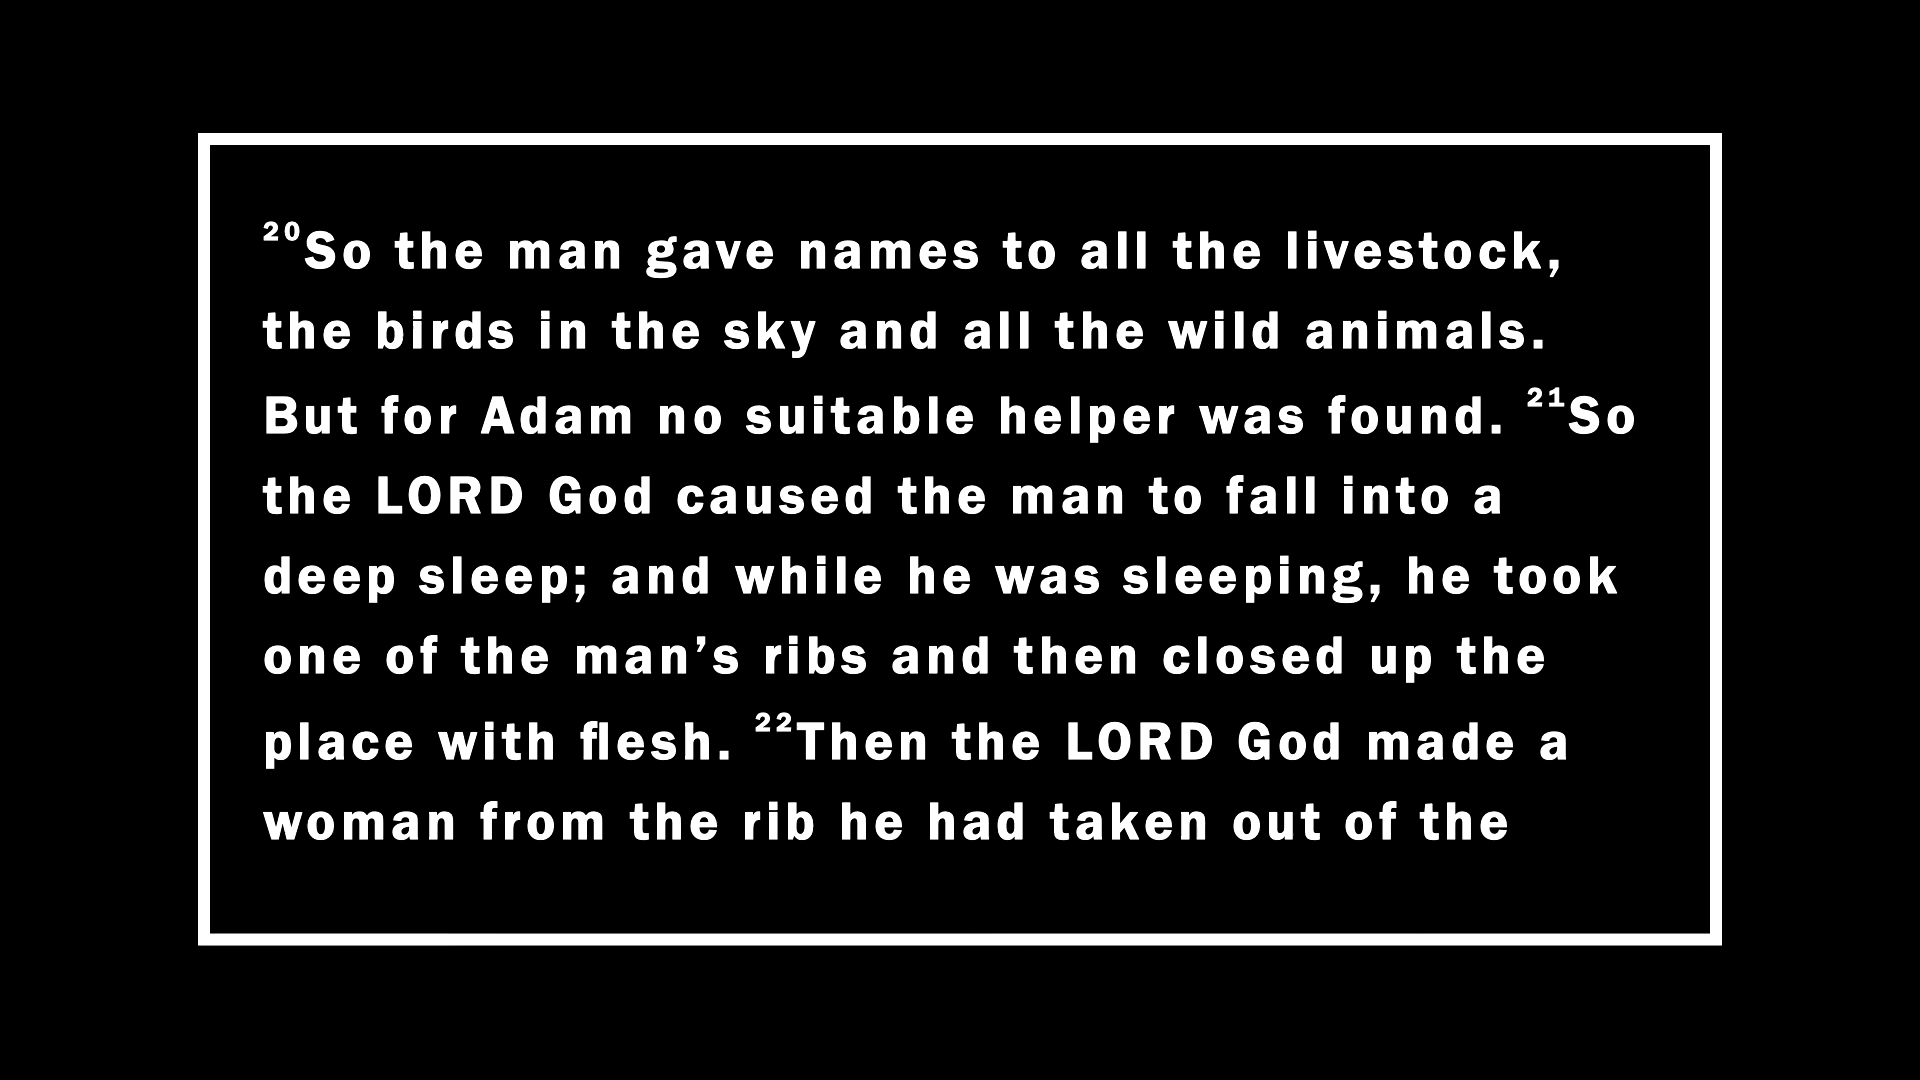 ²⁰So the man gave names to all the livestock,
the birds in the sky and all the wild animals.
But for Adam no suitable helper was found. ²¹So
the LORD God caused the man to fall into a
deep sleep; and while he was sleeping, he took
one of the man’s ribs and then closed up the
place with flesh. ²²Then the LORD God made a
woman from the rib he had taken out of the